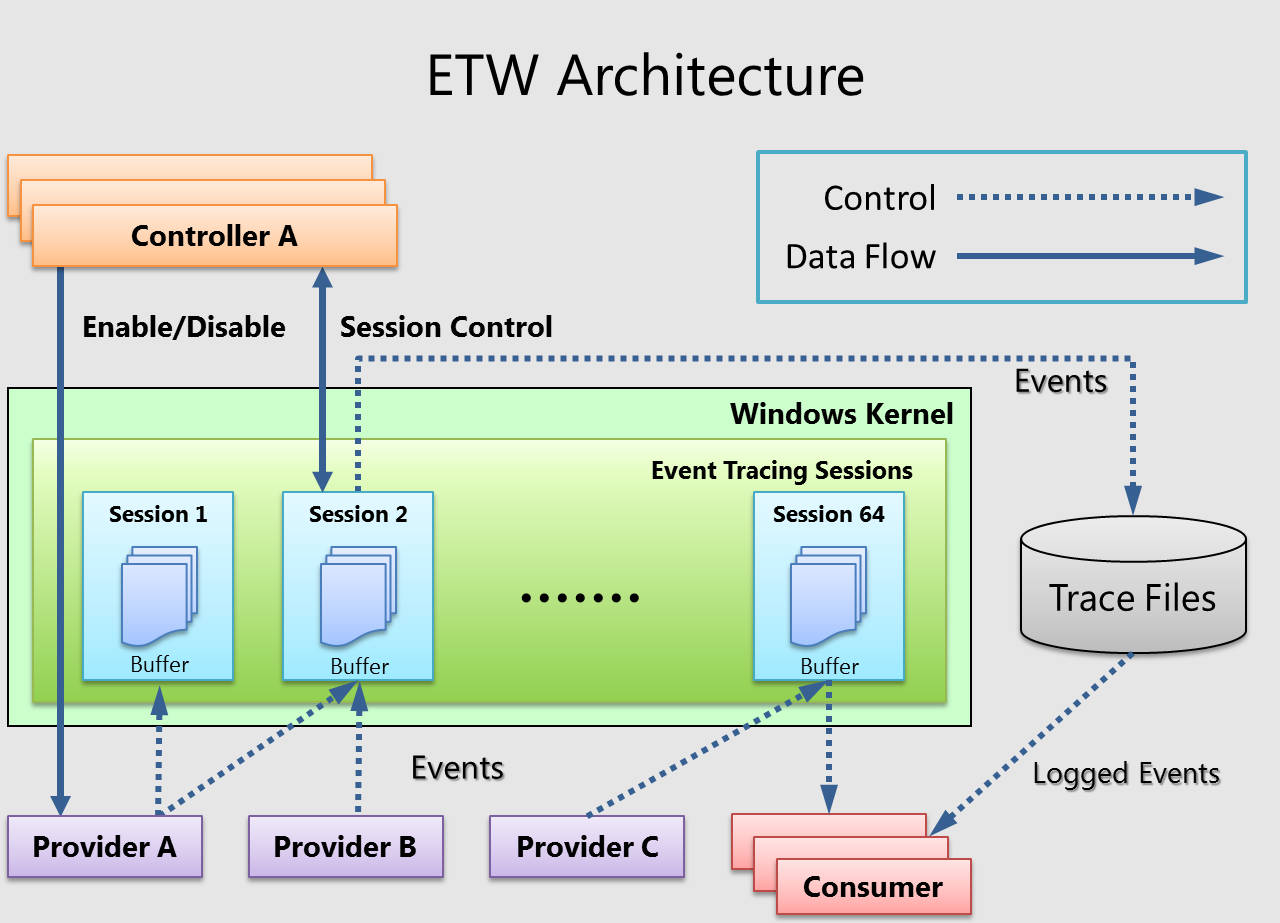 ETW Architecture
Control
Data Flow
Controller A
Enable/Disable
Session Control
Events
Windows Kernel
Event Tracing Sessions
Session 1
Session 2
Session 64
.......
Buffer
Buffer
Buffer
Trace Files
Events
Logged Events
Provider A
Provider B
Provider C
Consumer